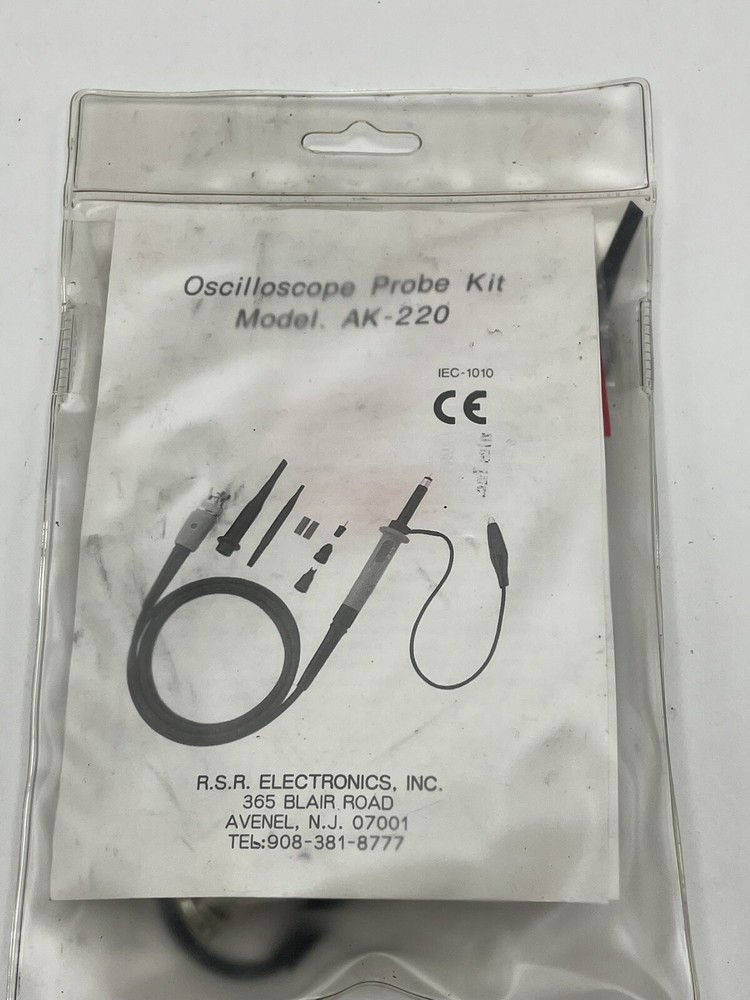 Oscilloscope Probe Kit
Model. AK-220
IEC-1010
CE
R.S.R. ELECTRONICS, INC.
365 BLAIR ROAD
AVENEL, N.J. 07001
TEL:908-381-8777